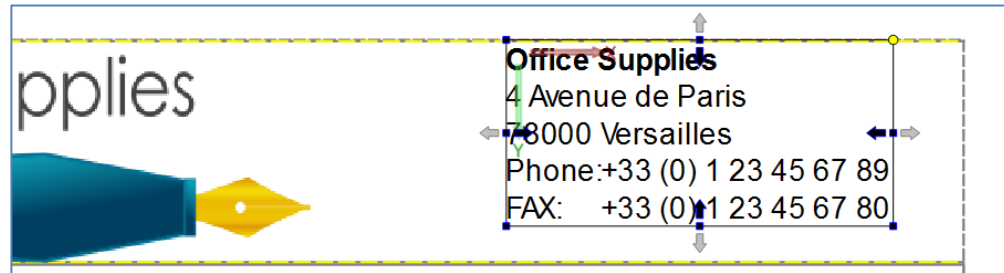 pplies
Office Supplies
4 Avenue de Paris
78000 Versailles
Phone:+33 (0) 1 23 45 67 89
FAX: +33 (0) 1 23 45 67 80
X
Y